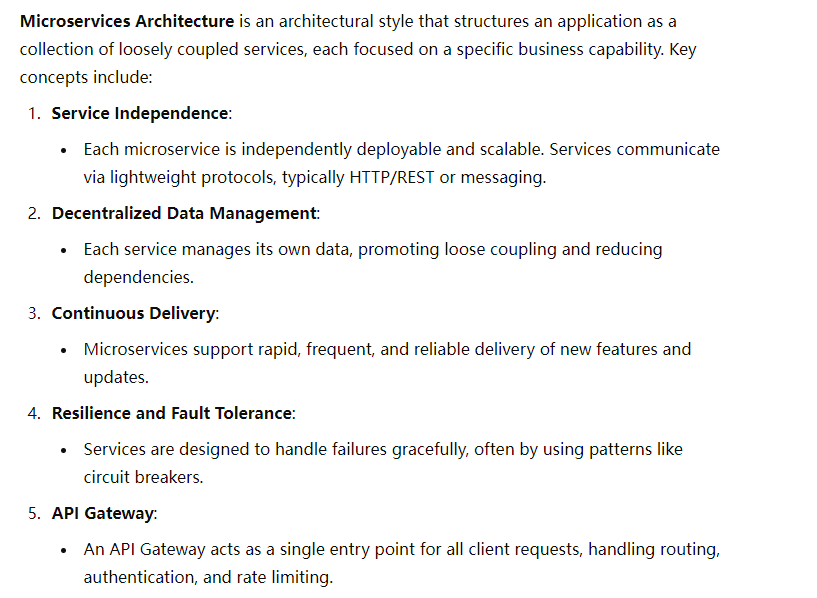 Microservices Architecture is an architectural style that structures an application as a
collection of loosely coupled services, each focused on a specific business capability. Key
concepts include:
1. Service Independence:
• Each microservice is independently deployable and scalable. Services communicate
via lightweight protocols, typically HTTP/REST or messaging.
2. Decentralized Data Management:
• Each service manages its own data, promoting loose coupling and reducing
dependencies.
3. Continuous Delivery:
• Microservices support rapid, frequent, and reliable delivery of new features and
updates.
4. Resilience and Fault Tolerance:
• Services are designed to handle failures gracefully, often by using patterns like
circuit breakers.
5. API Gateway:
• An API Gateway acts as a single entry point for all client requests, handling routing,
authentication, and rate limiting.